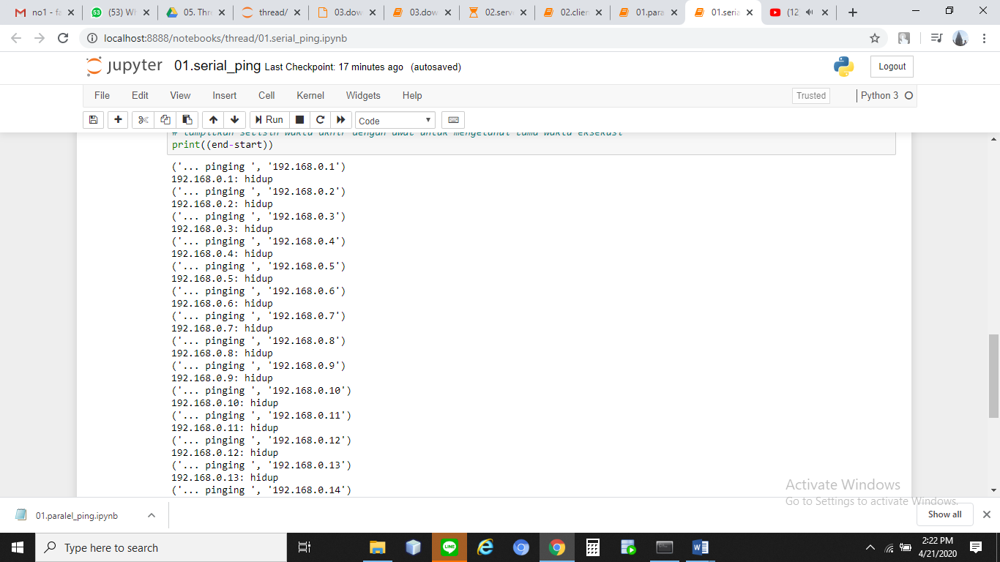 no1 - fa
(53) Wh
05. Thre
thread/
03.dow
03.dow
02.serv
02.clien
01.para
01.seria
(12
localhost:8888/notebooks/thread/01.serial_ping.ipynb
jupyter 01.serial_ping Last Checkpoint: 17 minutes ago (autosaved)
Logout
File Edit View Insert Cell Kernel Widgets Help
Trusted
Python 3
Run
Code
# tampilkan selisih waktu akhir dengan awal untuk mengetahui lama waktu eksekusi
print((end-start))
('... pinging ', '192.168.0.1')
192.168.0.1: hidup
('... pinging ', '192.168.0.2')
192.168.0.2: hidup
('... pinging ', '192.168.0.3')
192.168.0.3: hidup
('... pinging ', '192.168.0.4')
192.168.0.4: hidup
('... pinging ', '192.168.0.5')
192.168.0.5: hidup
('... pinging ', '192.168.0.6')
192.168.0.6: hidup
('... pinging ', '192.168.0.7')
192.168.0.7: hidup
('... pinging ', '192.168.0.8')
192.168.0.8: hidup
('... pinging ', '192.168.0.9')
192.168.0.9: hidup
('... pinging ', '192.168.0.10')
192.168.0.10: hidup
('... pinging ', '192.168.0.11')
192.168.0.11: hidup
('... pinging ', '192.168.0.12')
192.168.0.12: hidup
('... pinging ', '192.168.0.13')
192.168.0.13: hidup
('... pinging ', '192.168.0.14')
Activate Windows
Go to Settings to activate Windows.
01.paralel_ping.ipynb
Show all
Type here to search
LINE
2:22 PM
4/21/2020